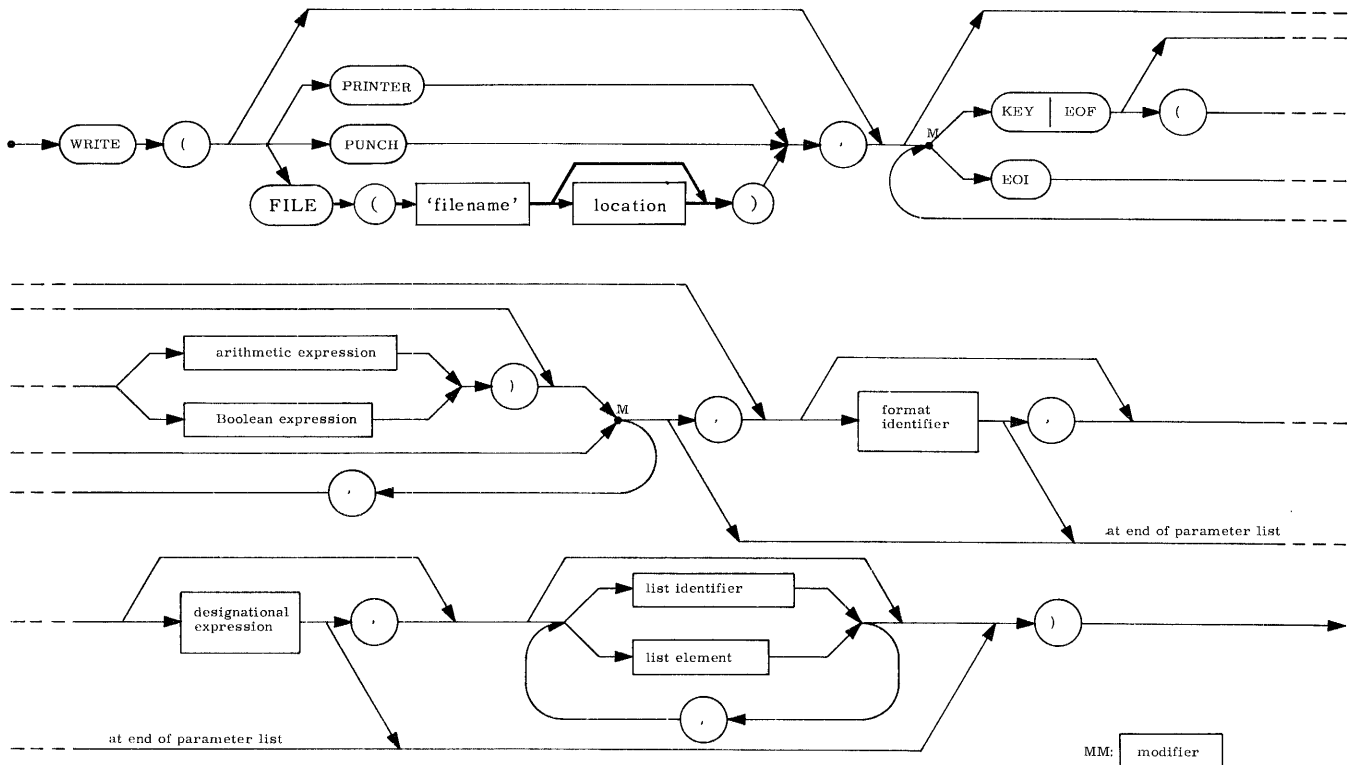 PRINTER
M
KEY | EOF (
WRITE ( PUNCH ,
EOI
FILE ( 'filename' location )
arithmetic expression
)
Boolean expression
M
, format identifier ,
,
at end of parameter list
list identifier
designational expression , )
list element
,
at end of parameter list
MM: modifier